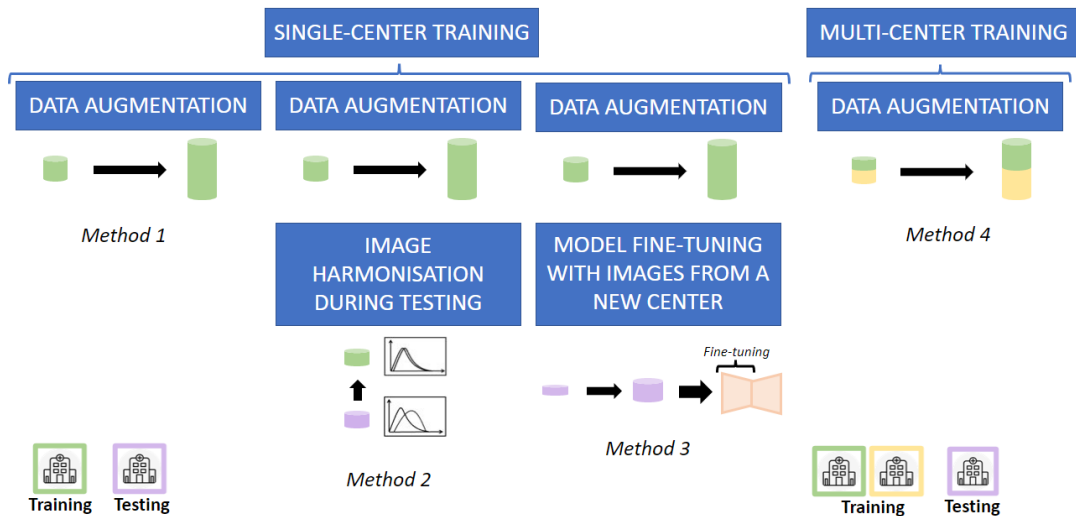 SINGLE-CENTER TRAINING
MULTI-CENTER TRAINING
DATA AUGMENTATION
DATA AUGMENTATION
DATA AUGMENTATION
DATA AUGMENTATION
Method 1
Method 4
IMAGE
HARMONISATION
DURING TESTING
MODEL FINE-TUNING
WITH IMAGES FROM A
NEW CENTER
Fine-tuning
Method 2
Method 3
Training
Testing
Training
Testing